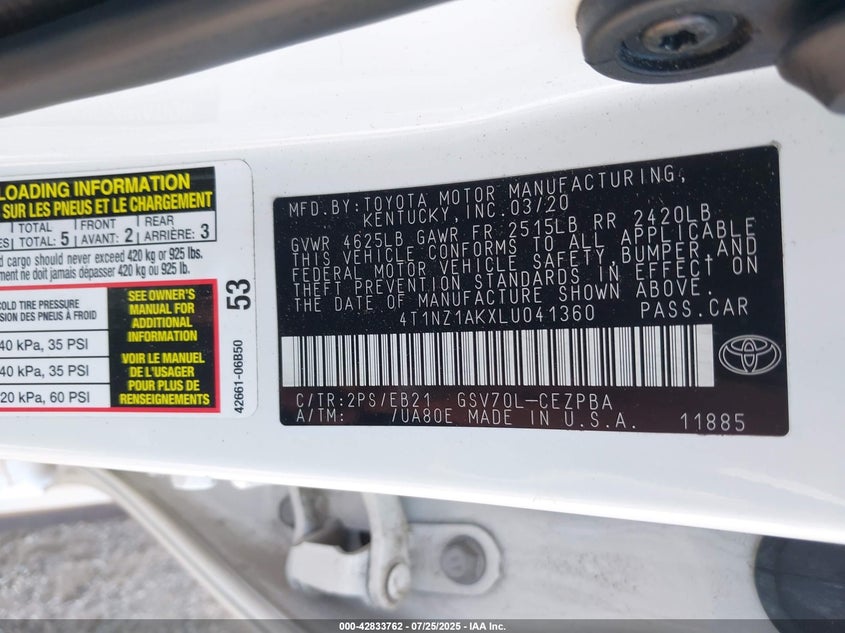 LOADING INFORMATION
SUR LES PNEUS ET LE CHARGEMENT
TOTAL FRONT REAR
TOTAL: 5 AVANT: 2 ARRIÈRE: 3
d cargo should never exceed 420 kg or 925 lbs.
ment ne doit jamais dépasser 420 kg ou 925 lb.
COLD TIRE PRESSURE
SION DES PNEUS À FROID
40 kPa, 35 PSI
40 kPa, 35 PSI
20 kPa, 60 PSI
SEE OWNER'S
MANUAL FOR
ADDITIONAL
INFORMATION
VOIR LE MANUEL
DE L'USAGER
POUR PLUS DE
RENSEIGNEMENTS
53
42661-06B50
MFD.BY:TOYOTA MOTOR MANUFACTURING,
KENTUCKY,INC.03/20
GVWR 4625LB GAWR FR 2515LB RR 2420LB
THIS VEHICLE CONFORMS TO ALL APPLICABLE
FEDERAL MOTOR VEHICLE SAFETY,BUMPER,AND
THEFT PREVENTION STANDARDS IN EFFECT ON
THE DATE OF MANUFACTURE SHOWN ABOVE.
4T1NZ1AKXLU041360 PASS.CAR
C/TR:2PS/EB21 GSV70L-CEZPBA
A/TM: /UA80E MADE IN U.S.A. 11885
000-42833762 - 07/25/2025 - IAA Inc.